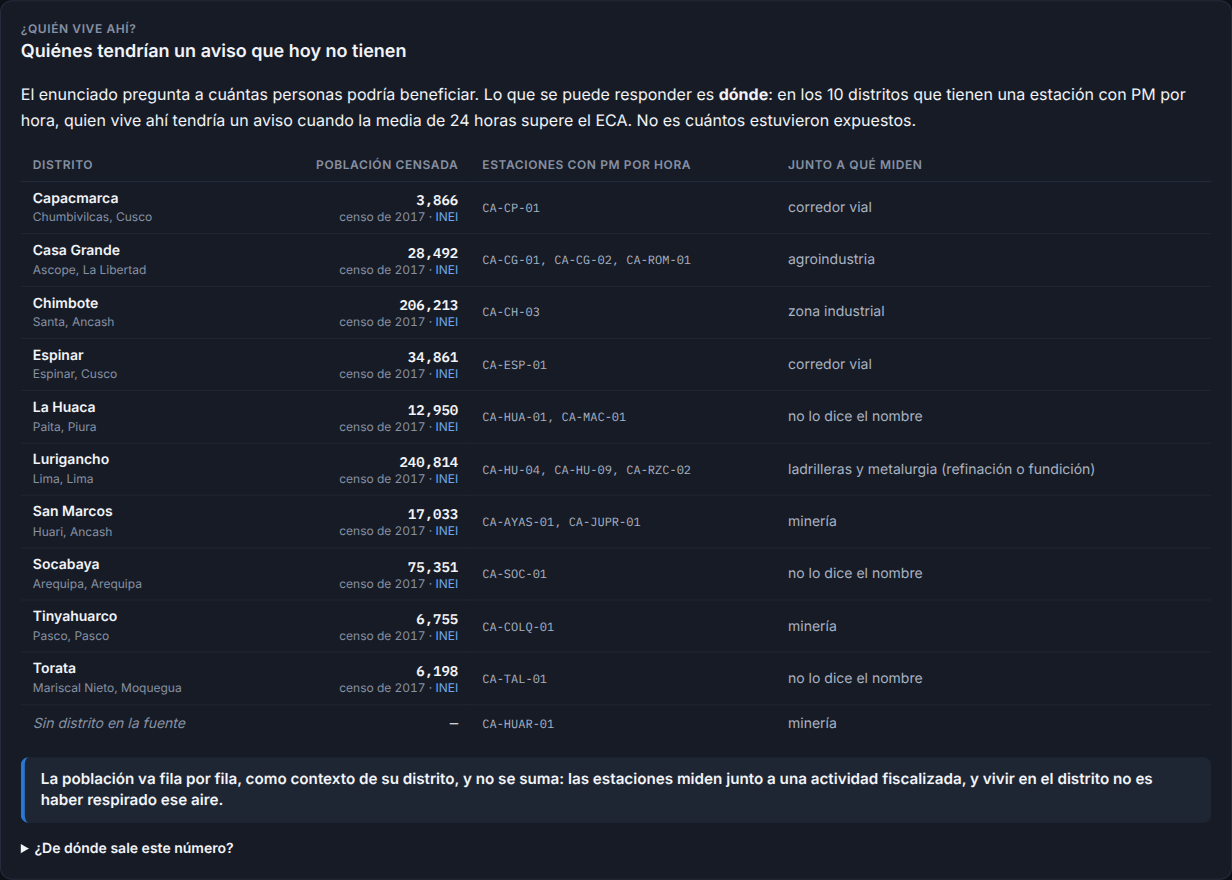 ¿QUIÉN VIVE AHÍ?
Quiénes tendrían un aviso que hoy no tienen
El enunciado pregunta a cuántas personas podría beneficiar. Lo que se puede responder es dónde: en los 10 distritos que tienen una estación con PM por
hora, quien vive ahí tendría un aviso cuando la media de 24 horas supere el ECA. No es cuántos estuvieron expuestos.
DISTRITO POBLACIÓN CENSADA ESTACIONES CON PM POR HORA JUNTO A QUÉ MIDEN
Capacmarca 3,866 CA-CP-01 corredor vial
Chumbivilcas, Cusco censo de 2017 · INEI
Casa Grande 28,492 CA-CG-01, CA-CG-02, CA-ROM-01 agroindustria
Ascope, La Libertad censo de 2017 · INEI
Chimbote 206,213 CA-CH-03 zona industrial
Santa, Ancash censo de 2017 · INEI
Espinar 34,861 CA-ESP-01 corredor vial
Espinar, Cusco censo de 2017 · INEI
La Huaca 12,950 CA-HUA-01, CA-MAC-01 no lo dice el nombre
Paita, Piura censo de 2017 · INEI
Lurigancho 240,814 CA-HU-04, CA-HU-09, CA-RZC-02 ladrilleras y metalurgia (refinación o fundición)
Lima, Lima censo de 2017 · INEI
San Marcos 17,033 CA-AYAS-01, CA-JUPR-01 minería
Huari, Ancash censo de 2017 · INEI
Socabaya 75,351 CA-SOC-01 no lo dice el nombre
Arequipa, Arequipa censo de 2017 · INEI
Tinyahuarco 6,755 CA-COLQ-01 minería
Pasco, Pasco censo de 2017 · INEI
Torata 6,198 CA-TAL-01 no lo dice el nombre
Mariscal Nieto, Moquegua censo de 2017 · INEI
Sin distrito en la fuente — CA-HUAR-01 minería
La población va fila por fila, como contexto de su distrito, y no se suma: las estaciones miden junto a una actividad fiscalizada, y vivir en el distrito no es
haber respirado ese aire.
▶ ¿De dónde sale este número?